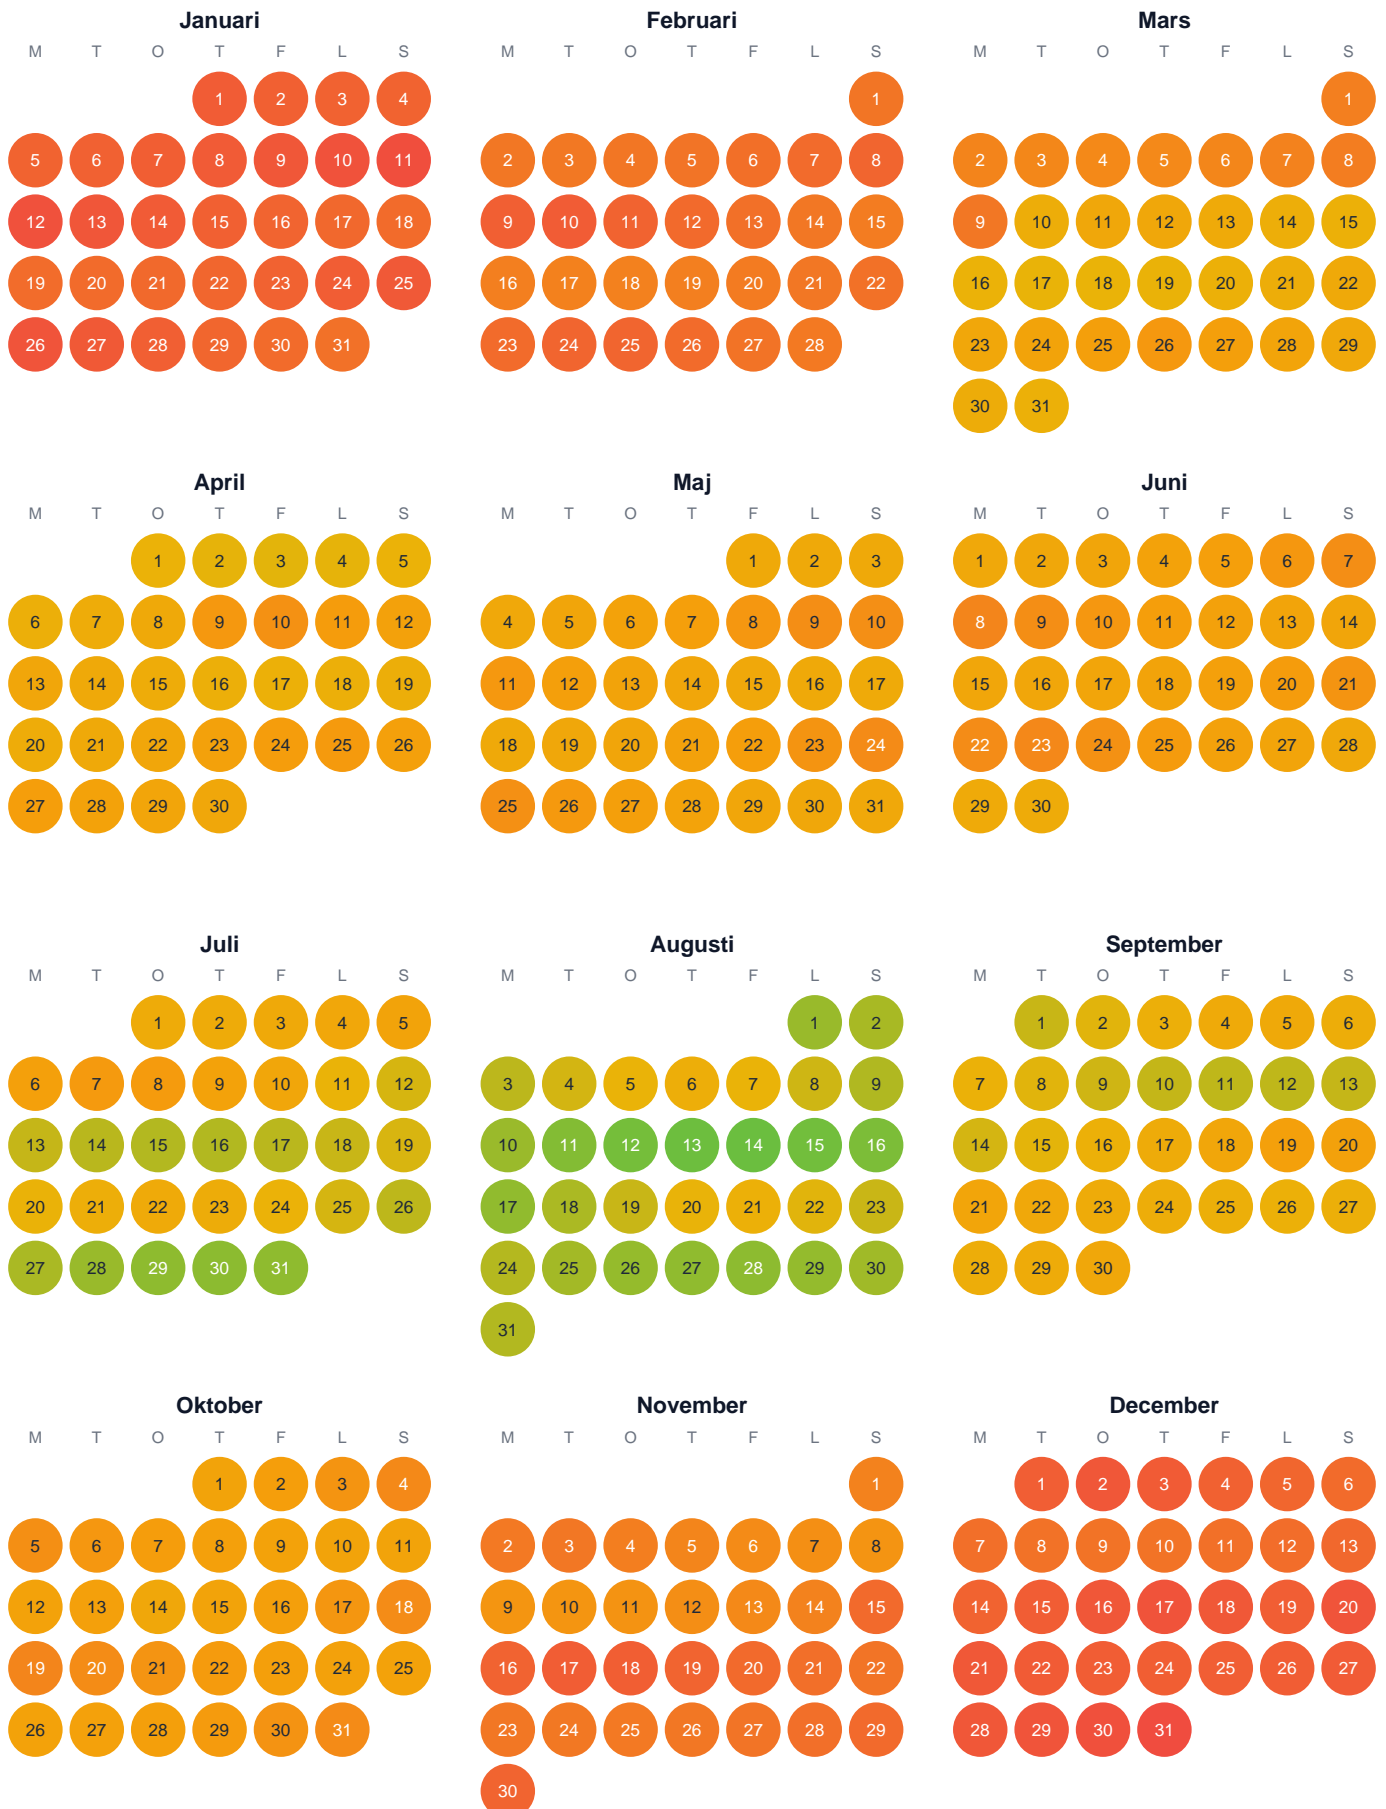 Januari
M T O T F L S
1 2 3 4
5 6 7 8 9 10 11
12 13 14 15 16 17 18
19 20 21 22 23 24 25
26 27 28 29 30 31
Februari
M T O T F L S
1
2 3 4 5 6 7 8
9 10 11 12 13 14 15
16 17 18 19 20 21 22
23 24 25 26 27 28
Mars
M T O T F L S
1
2 3 4 5 6 7 8
9 10 11 12 13 14 15
16 17 18 19 20 21 22
23 24 25 26 27 28 29
30 31
April
M T O T F L S
1 2 3 4 5
6 7 8 9 10 11 12
13 14 15 16 17 18 19
20 21 22 23 24 25 26
27 28 29 30
Maj
M T O T F L S
1 2 3
4 5 6 7 8 9 10
11 12 13 14 15 16 17
18 19 20 21 22 23 24
25 26 27 28 29 30 31
Juni
M T O T F L S
1 2 3 4 5 6 7
8 9 10 11 12 13 14
15 16 17 18 19 20 21
22 23 24 25 26 27 28
29 30
Juli
M T O T F L S
1 2 3 4 5
6 7 8 9 10 11 12
13 14 15 16 17 18 19
20 21 22 23 24 25 26
27 28 29 30 31
Augusti
M T O T F L S
1 2
3 4 5 6 7 8 9
10 11 12 13 14 15 16
17 18 19 20 21 22 23
24 25 26 27 28 29 30
31
September
M T O T F L S
1 2 3 4 5 6
7 8 9 10 11 12 13
14 15 16 17 18 19 20
21 22 23 24 25 26 27
28 29 30
Oktober
M T O T F L S
1 2 3 4
5 6 7 8 9 10 11
12 13 14 15 16 17 18
19 20 21 22 23 24 25
26 27 28 29 30 31
November
M T O T F L S
1
2 3 4 5 6 7 8
9 10 11 12 13 14 15
16 17 18 19 20 21 22
23 24 25 26 27 28 29
30
December
M T O T F L S
1 2 3 4 5 6
7 8 9 10 11 12 13
14 15 16 17 18 19 20
21 22 23 24 25 26 27
28 29 30 31